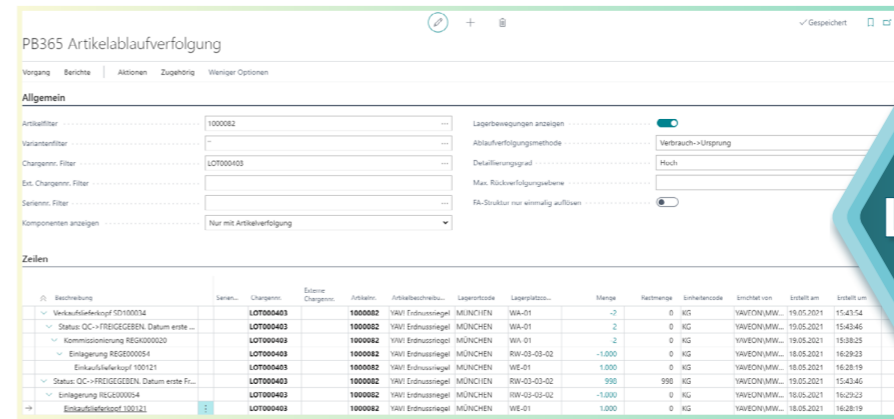 ✓ Gespeichert
PB365 Artikelablaufverfolgung
Vorgang Berichte Aktionen Zugehörig Weniger Optionen
Allgemein
Artikelfilter 1000082 ...
Variantenfilter '' ...
Chargennr. Filter LOT000403 ...
Ext. Chargennr. Filter
Seriennr. Filter ...
Komponenten anzeigen Nur mit Artikelverfolgung
Lagerbewegungen anzeigen
Ablaufverfolgungsmethode Verbrauch->Ursprung
Detaillierungsgrad Hoch
Max. Rückverfolgungsebene
FA-Struktur nur einmalig auflösen
Zeilen
Beschreibung Serien... Chargennr. Externe Chargennr. Artikelnr. Artikelbeschreibu... Lagerortcode Lagerplatzco... Menge Restmenge Einheitencode Errichtet von Erstellt am Erstellt um
Verkaufslieferkopf SD100034 LOT000403 1000082 YAVI Erdnussriegel MÜNCHEN WA-01 -2 0 KG YAVEON\MW... 19.05.2021 15:43:54
Status: QC->FREIGEGEBEN. Datum erste ... LOT000403 1000082 YAVI Erdnussriegel MÜNCHEN WA-01 2 0 KG YAVEON\MW... 19.05.2021 15:43:46
Kommissionierung REGK000020 LOT000403 1000082 YAVI Erdnussriegel MÜNCHEN WA-01 -2 0 KG YAVEON\MW... 19.05.2021 15:38:25
Einlagerung REGE000054 LOT000403 1000082 YAVI Erdnussriegel MÜNCHEN RW-03-03-02 -1.000 0 KG YAVEON\MW... 18.05.2021 16:29:23
Einkaufslieferkopf 100121 LOT000403 1000082 YAVI Erdnussriegel MÜNCHEN WE-01 1.000 0 KG YAVEON\MW... 18.05.2021 16:28:19
Status: QC->FREIGEGEBEN. Datum erste Fr... LOT000403 1000082 YAVI Erdnussriegel MÜNCHEN RW-03-03-02 998 998 KG YAVEON\MW... 19.05.2021 15:43:46
Einlagerung REGE000054 LOT000403 1000082 YAVI Erdnussriegel MÜNCHEN RW-03-03-02 -1.000 0 KG YAVEON\MW... 18.05.2021 16:29:23
Einkaufslieferkopf 100121 LOT000403 1000082 YAVI Erdnussriegel MÜNCHEN WE-01 1.000 0 KG YAVEON\MW... 18.05.2021 16:28:19